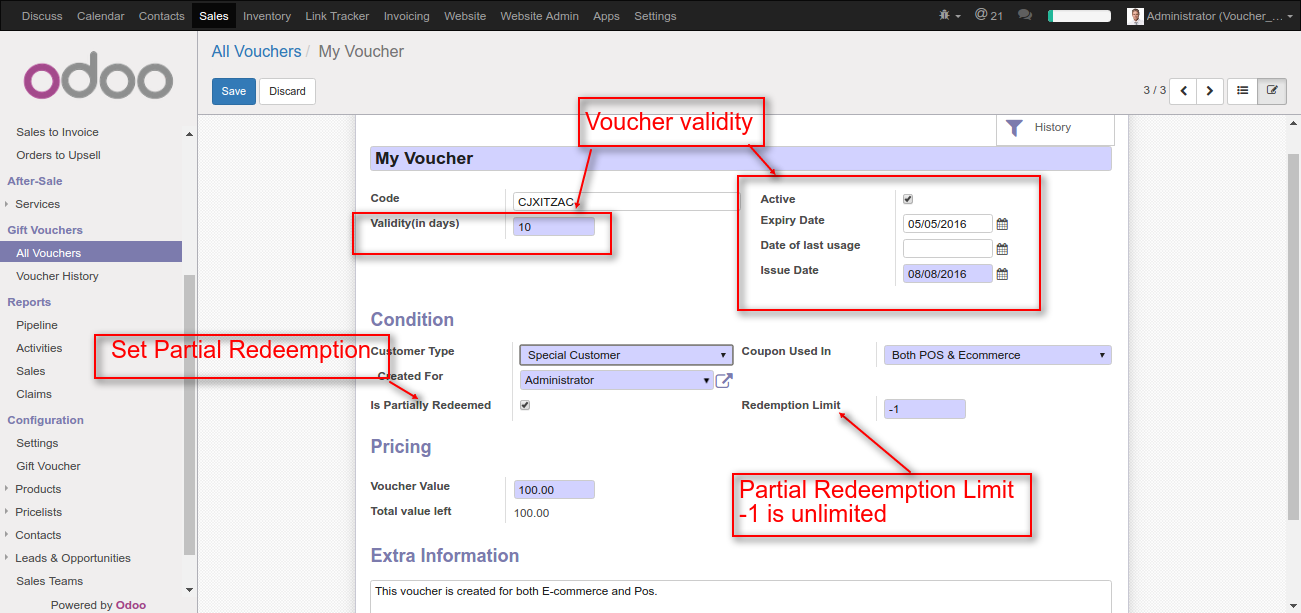 Discuss Calendar Contacts Sales Inventory Link Tracker Invoicing Website Website Admin Apps Settings @ 21 Administrator (Voucher_...
odoo
All Vouchers / My Voucher
Save Discard
3 / 3
Sales to Invoice
Orders to Upsell
After-Sale
Services
Gift Vouchers
All Vouchers
Voucher History
Reports
Pipeline
Activities
Sales
Claims
Configuration
Settings
Gift Voucher
Products
Pricelists
Contacts
Leads & Opportunities
Sales Teams
Powered by Odoo
Voucher validity
History
My Voucher
Code CJXITZAC
Validity(in days) 10
Active
Expiry Date 05/05/2016
Date of last usage
Issue Date 08/08/2016
Condition
Set Partial Redeemption
Customer Type Special Customer
Coupon Used In Both POS & Ecommerce
Created For Administrator
Is Partially Redeemed
Redemption Limit -1
Pricing
Voucher Value 100.00
Total value left 100.00
Partial Redeemption Limit
-1 is unlimited
Extra Information
This voucher is created for both E-commerce and Pos.